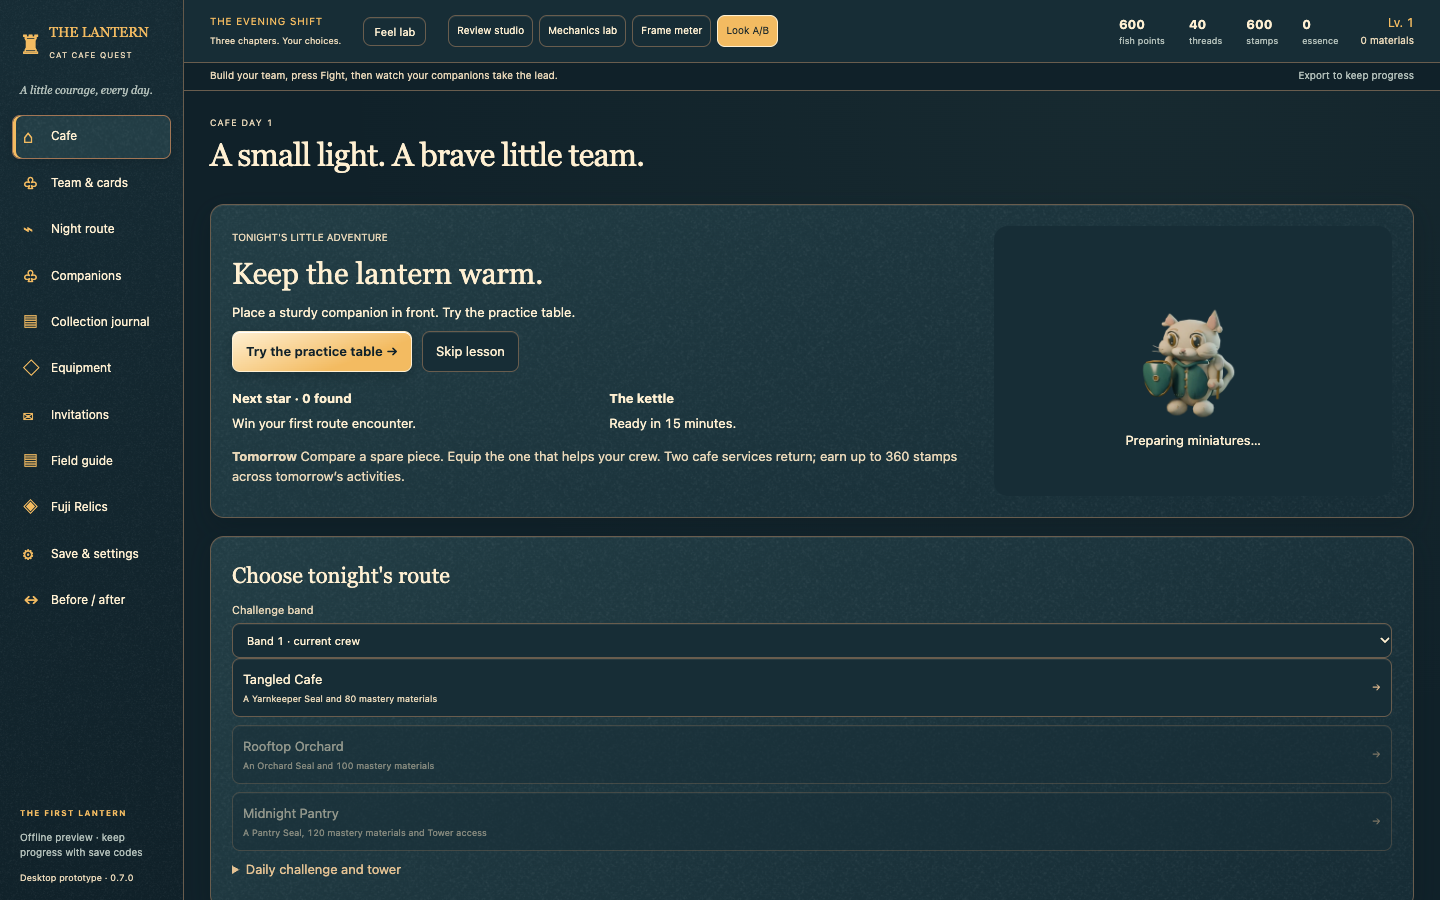 THE LANTERN
CAT CAFE QUEST
A little courage, every day.
Cafe
Team & cards
Night route
Companions
Collection journal
Equipment
Invitations
Field guide
Fuji Relics
Save & settings
Before / after
THE FIRST LANTERN
Offline preview · keep
progress with save codes
Desktop prototype · 0.7.0
THE EVENING SHIFT
Three chapters. Your choices.
Feel lab
Review studio
Mechanics lab
Frame meter
Look A/B
600
fish points
40
threads
600
stamps
0
essence
Lv. 1
0 materials
Build your team, press Fight, then watch your companions take the lead.
Export to keep progress
CAFE DAY 1
A small light. A brave little team.
TONIGHT'S LITTLE ADVENTURE
Keep the lantern warm.
Place a sturdy companion in front. Try the practice table.
Try the practice table →
Skip lesson
Next star · 0 found
Win your first route encounter.
The kettle
Ready in 15 minutes.
Tomorrow Compare a spare piece. Equip the one that helps your crew. Two cafe services return; earn up to 360 stamps
across tomorrow's activities.
Preparing miniatures…
Choose tonight's route
Challenge band
Band 1 · current crew
Tangled Cafe
A Yarnkeeper Seal and 80 mastery materials
→
Rooftop Orchard
An Orchard Seal and 100 mastery materials
→
Midnight Pantry
A Pantry Seal, 120 mastery materials and Tower access
→
Daily challenge and tower